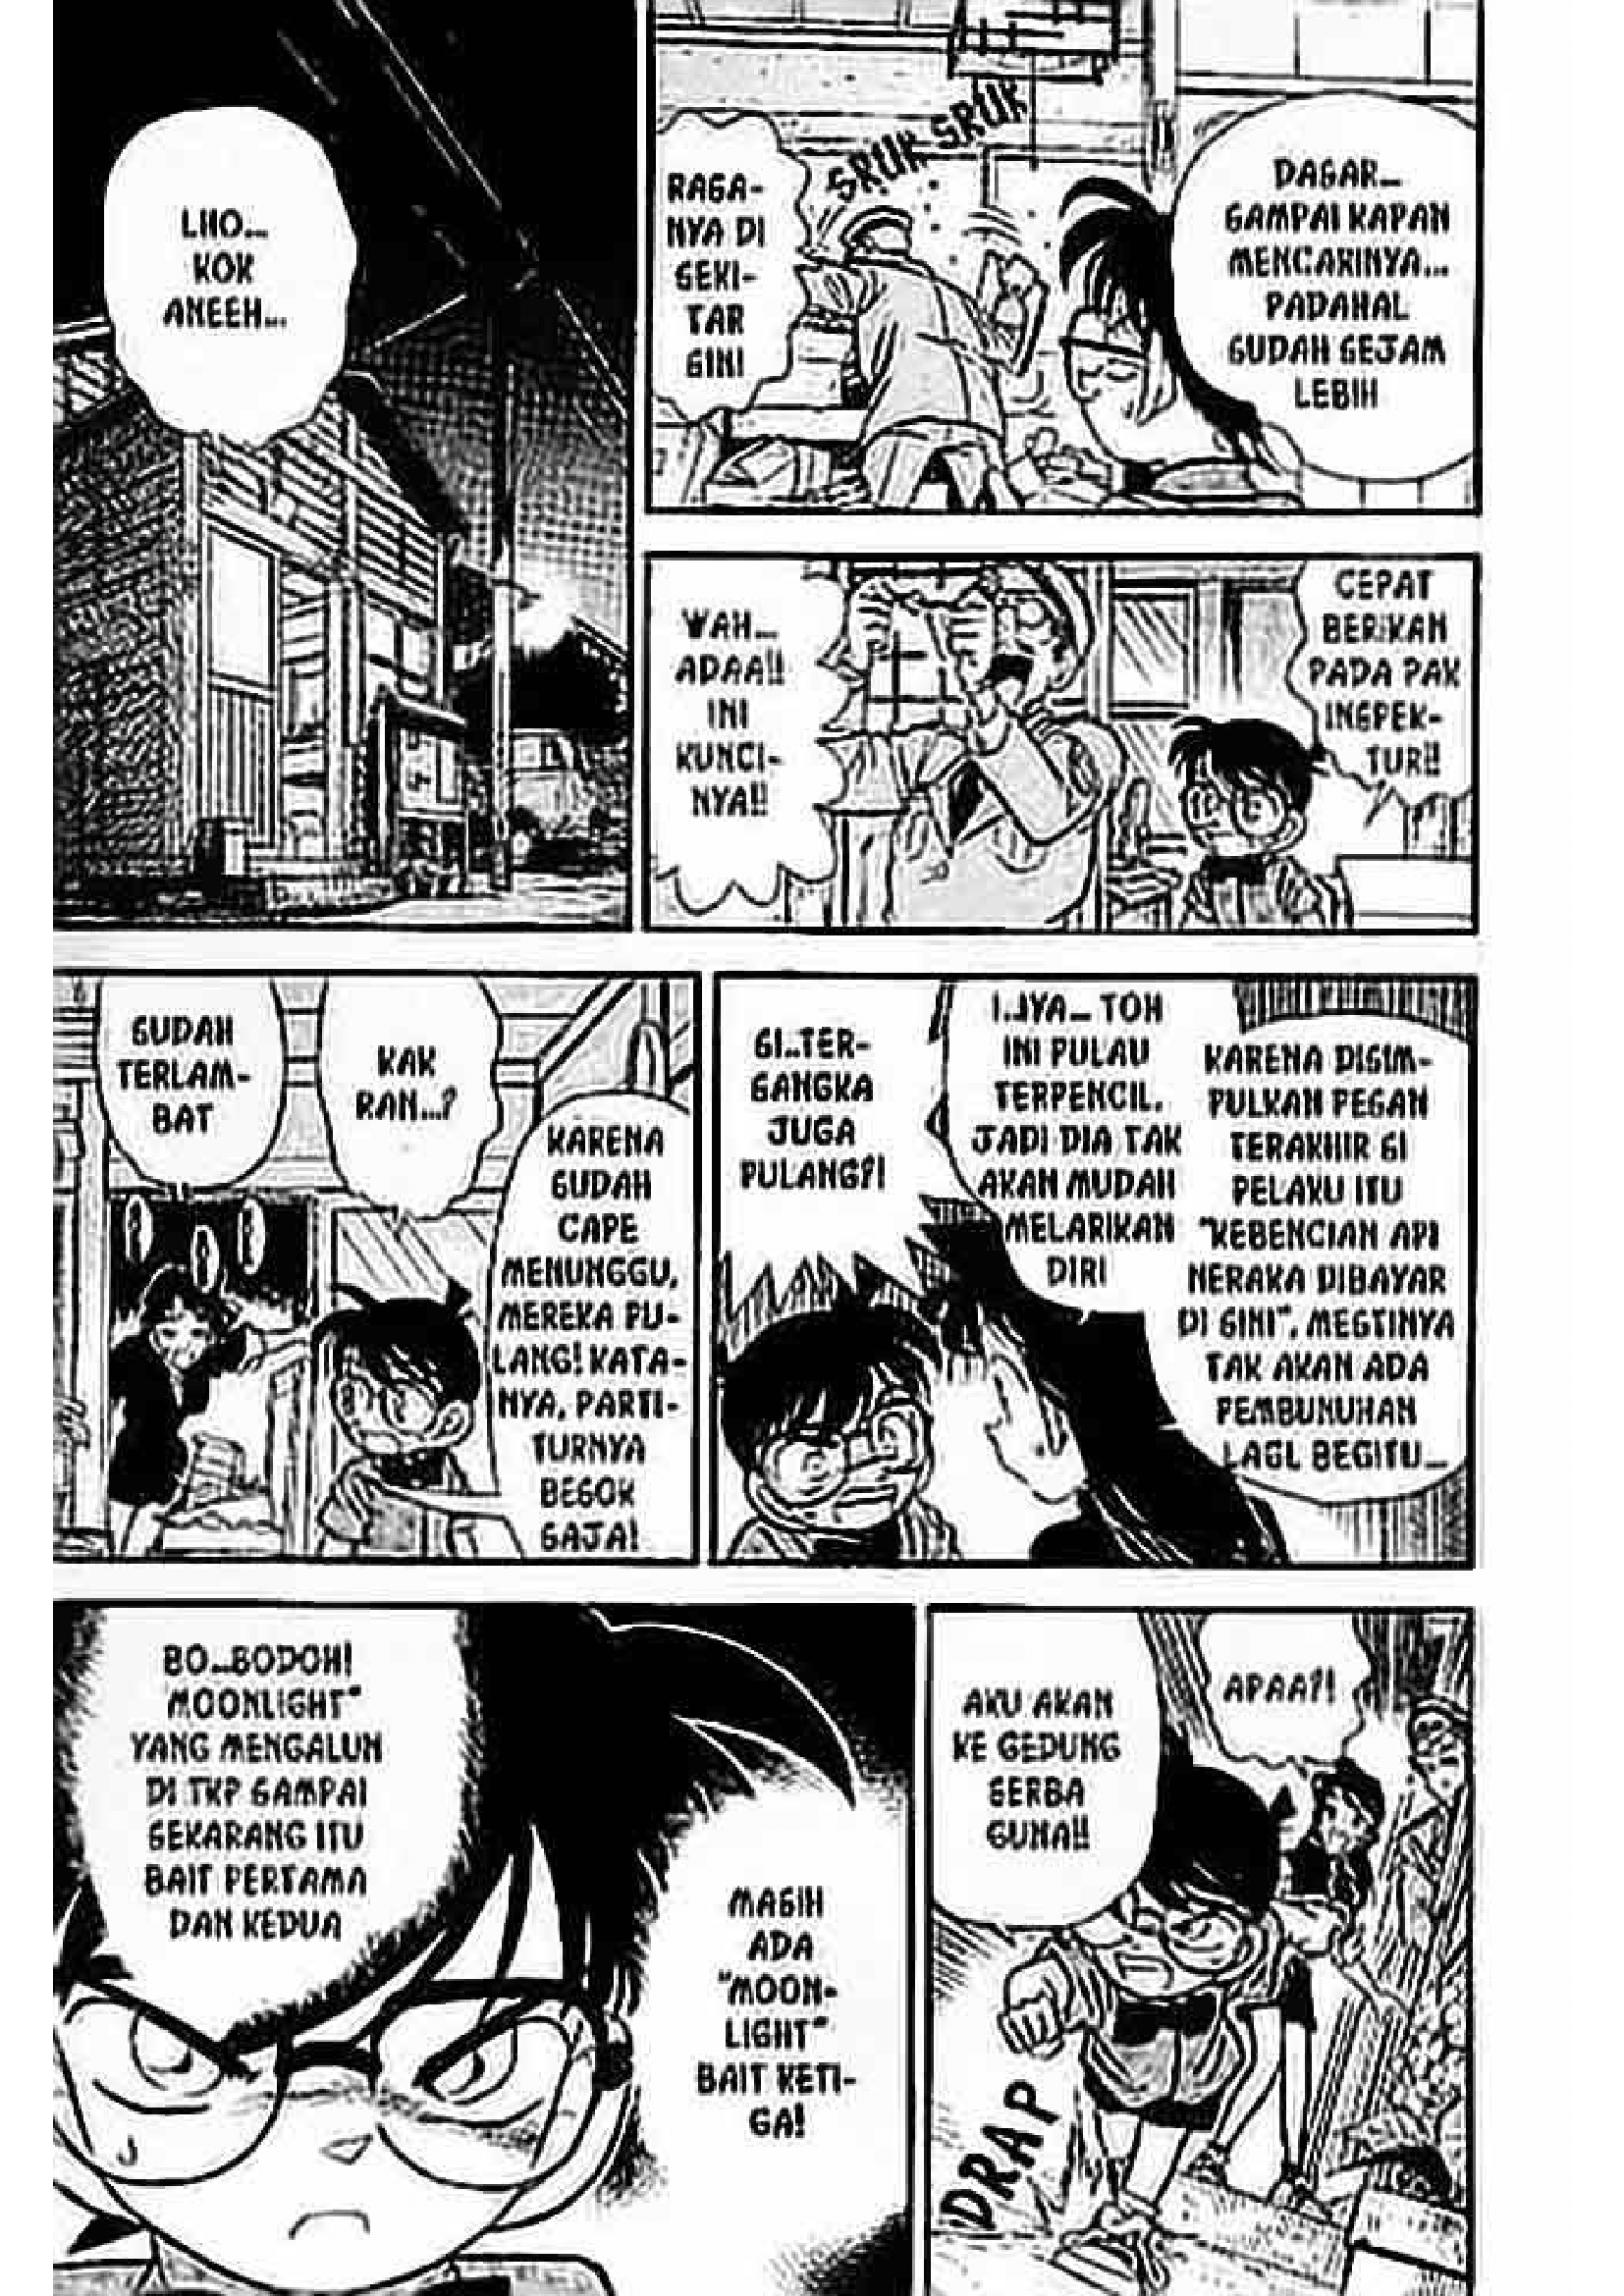 LHO...
KOK
ANEEH...
SRUK SRUK
RASA-
NYA DI
SEKI-
TAR
SINI
DASAR...
SAMPAI KAPAN
MENCARINYA...
PADAHAL
SUDAH SEJAM
LEBIH
WAH...
ADAA!!
INI
KUNCI-
NYA!!
CEPAT
BERIKAN
PADA PAK
INSPEK-
TUR!!
SUDAH
TERLAM-
BAT
KAK
RAN...?
KARENA
SUDAH
CAPE
MENUNGGU,
MEREKA PU-
LANG! KATA-
NYA, PARTI-
TURNYA
BESOK
SAJA!
SI..TER-
SANGKA
JUGA
PULANG?!
I..IYA... TOH
INI PULAU
TERPENCIL.
JADI DIA TAK
AKAN MUDAH
MELARIKAN
DIRI
KARENA DISIM-
PULKAN PESAN
TERAKHIR SI
PELAKU ITU
"KEBENCIAN API
NERAKA DIBAYAR
DI SINI", MESTINYA
TAK AKAN ADA
PEMBUNUHAN
LAGI. BEGITU...
BO...BODOH!
"MOONLIGHT"
YANG MENGALUN
DI TKP SAMPAI
SEKARANG ITU
BAIT PERTAMA
DAN KEDUA
MASIH
ADA
"MOON-
LIGHT"
BAIT KETI-
GA!
AKU AKAN
KE GEDUNG
SERBA
GUNA!!
APAA?!
DRAP